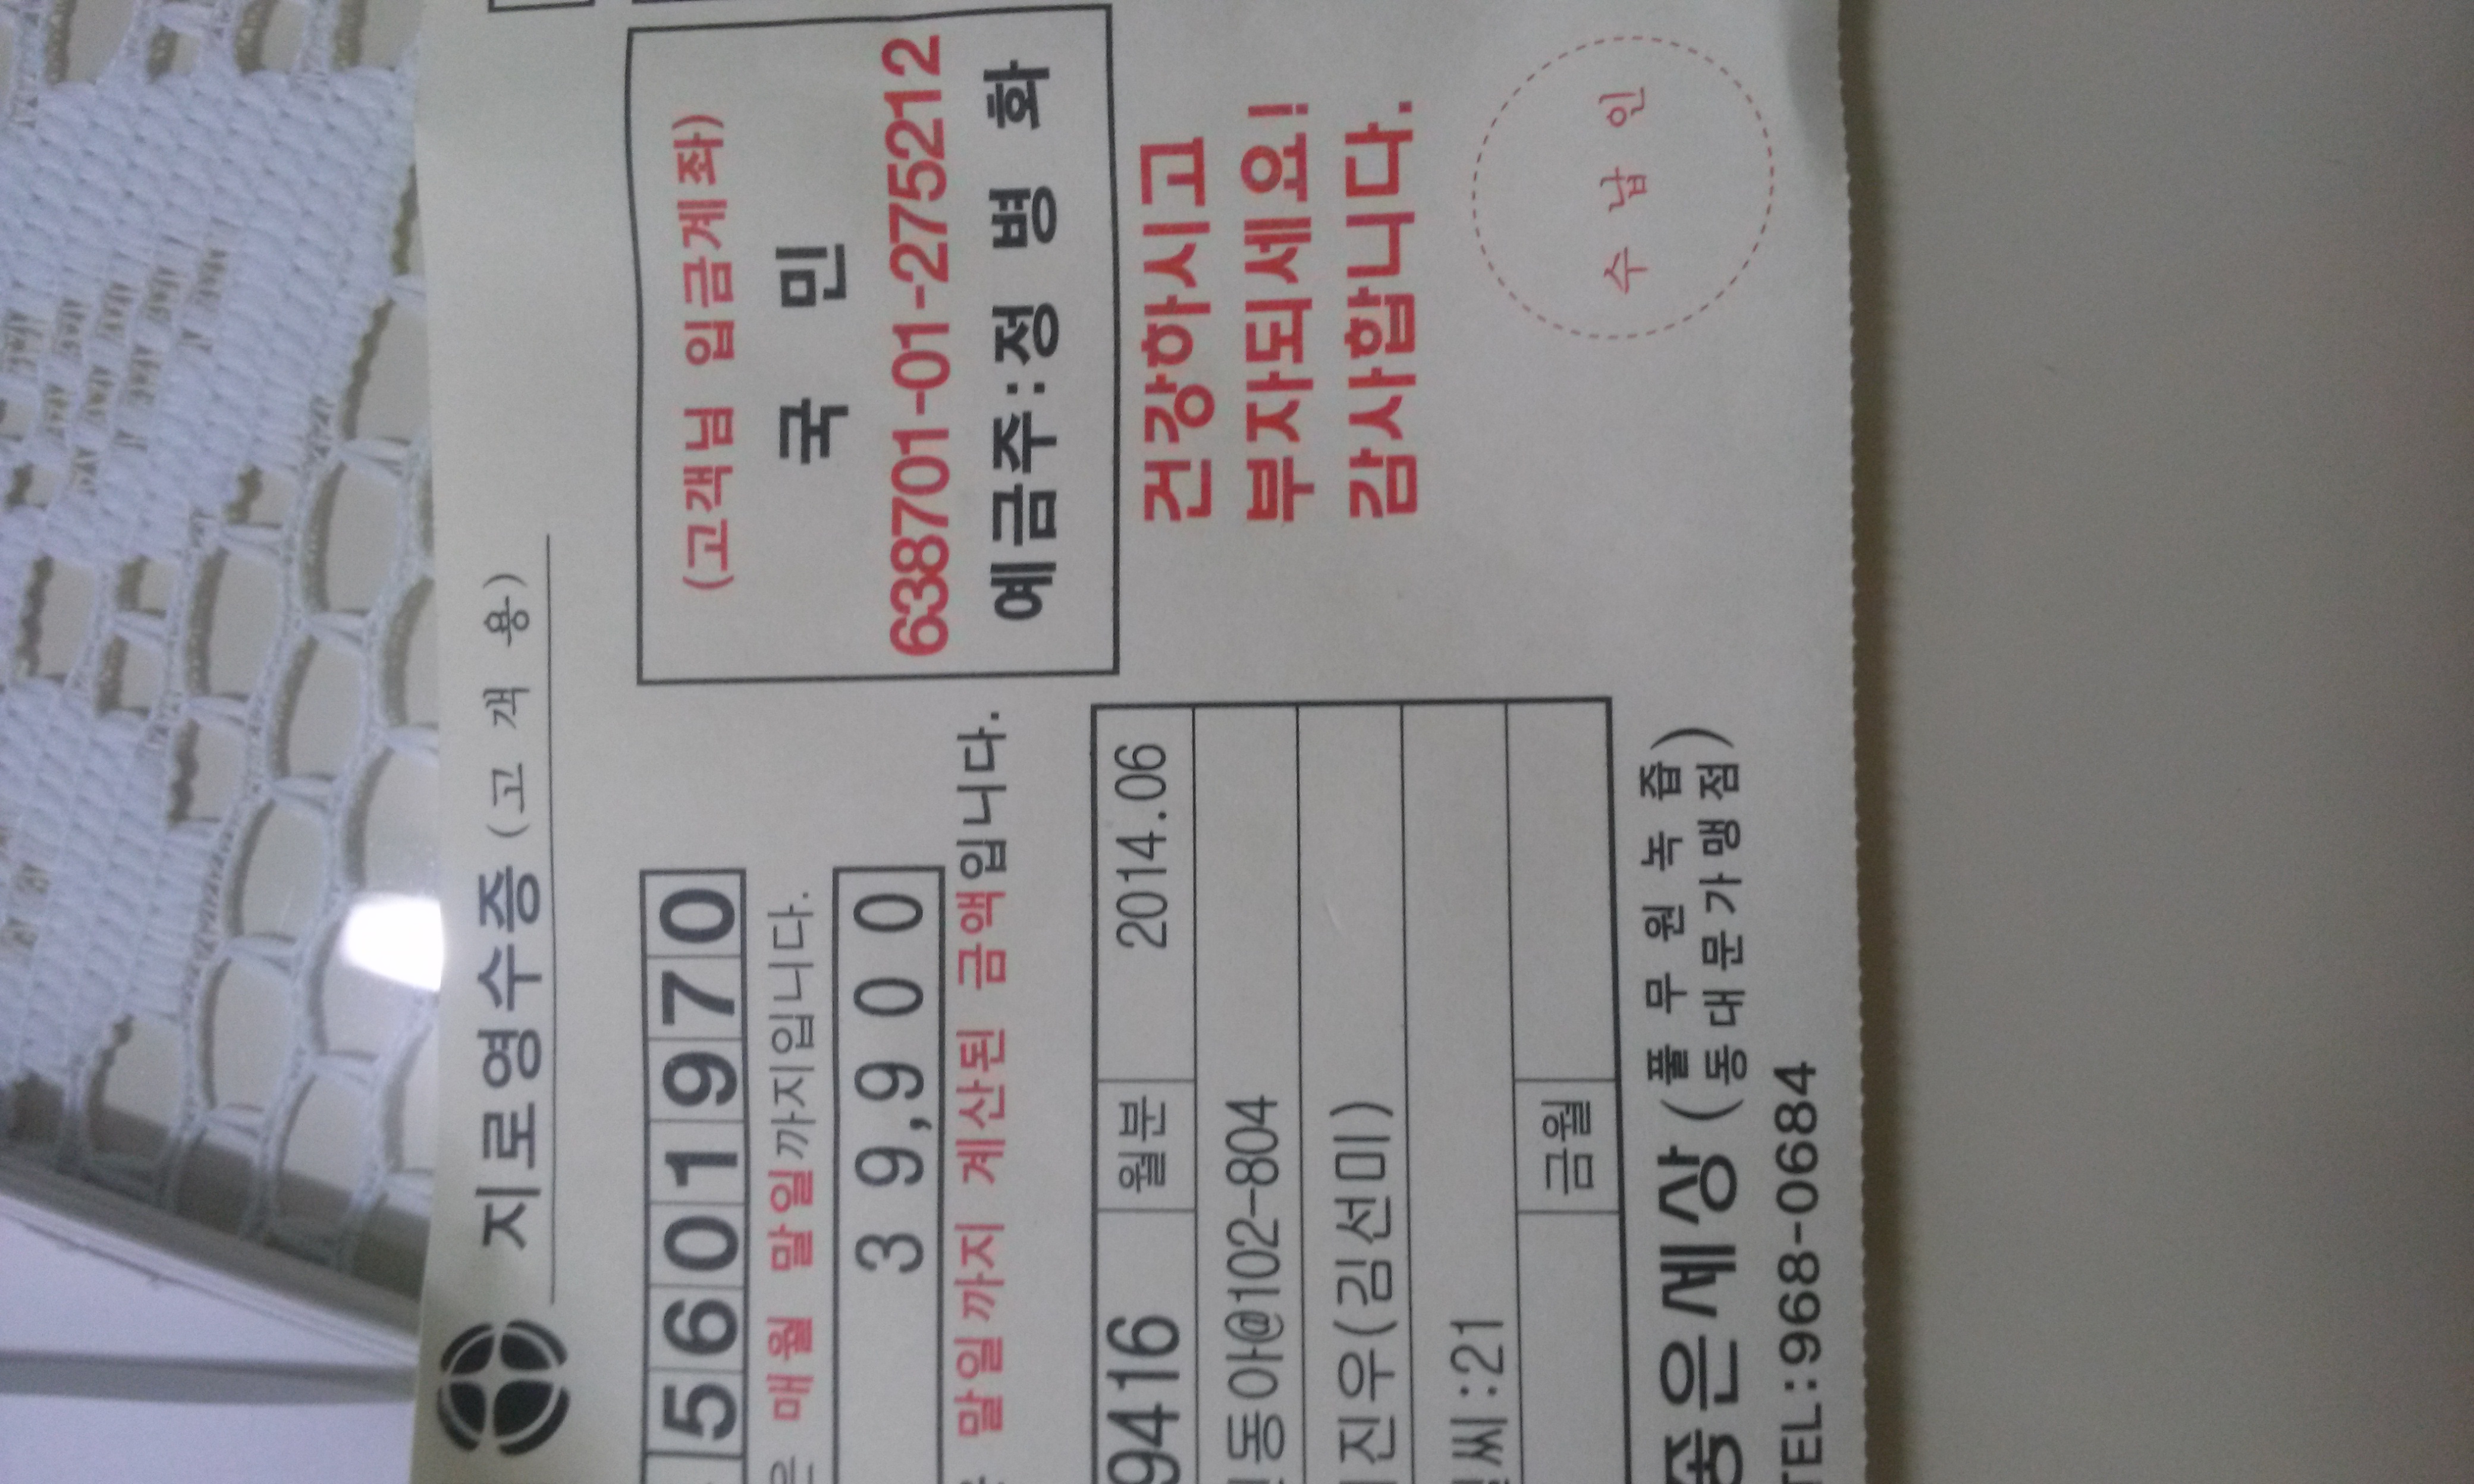 지로영수증 (고 객 용)
5601970
매월 말일까지입니다.
39,900
말일까지 계산된 금액입니다.
(고객님 입금계좌)
국 민
638701-01-275212
예금주:정 병 화
건강하시고
부자되세요!
감사합니다.
9416 월분 2014.06
동아@102-804
진우(김선미)
씨:21
금월
좋은세상 (풀 무 원 녹 즙
동대문가맹점)
TEL:968-0684
수 납 인